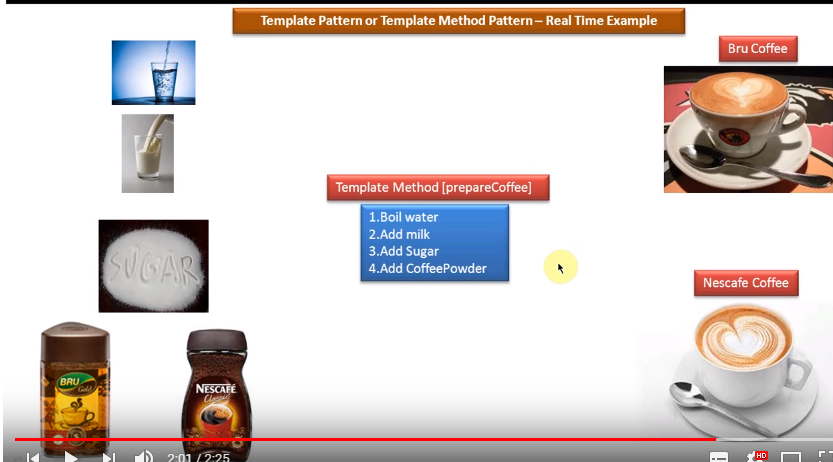 Template Pattern or Template Method Pattern – Real Time Example
Bru Coffee
Template Method [prepareCoffee]
1.Boil water
2.Add milk
3.Add Sugar
4.Add CoffeePowder
SUGAR
Nescafe Coffee
BRU
Gold
NESCAFÉ
Classic
2:01 / 2:25
HD